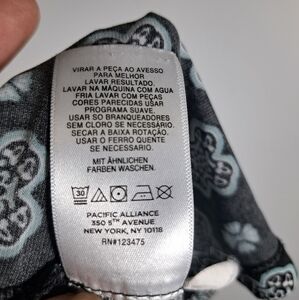 VIRAR A PEÇA AO AVESSO
PARA MELHOR
LAVAR RESULTADO.
LAVAR NA MÁQUINA COM AGUA
FRIA LAVAR COM PEÇAS
CORES PARECIDAS USAR
PROGRAMA SUAVE
USAR SO BRANQUEADORES
SEM CLORO SE NECESSÁRIO.
SECAR A BAIXA ROTAÇÃO.
USAR O FERRO QUENTE
SE NECESSÁRIO.
MIT ÄHNLICHEN
FARBEN WASCHEN.
30
PACIFIC ALLIANCE
350 5TH AVENUE
NEW YORK, NY 10118
RN#123475